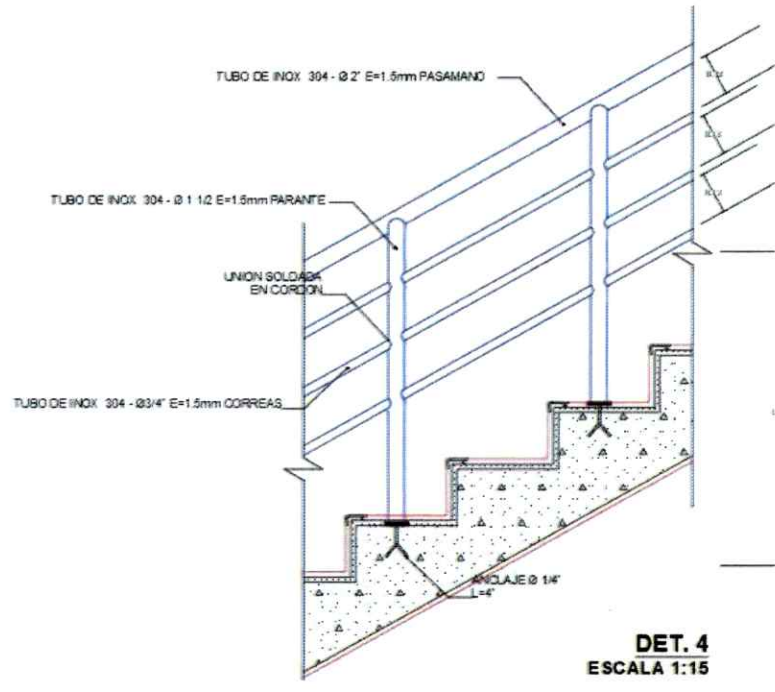 TUBO DE INOX 304 - Ø 2" E=1.5mm PASAMANO
TUBO DE INOX 304 - Ø 1 1/2 E=1.5mm PARANTE
UNION SOLDADA
EN CORDON
TUBO DE INOX 304 - Ø3/4" E=1.5mm CORREAS
ANCLAJE Ø 1/4"
L=4"
DET. 4
ESCALA 1:15